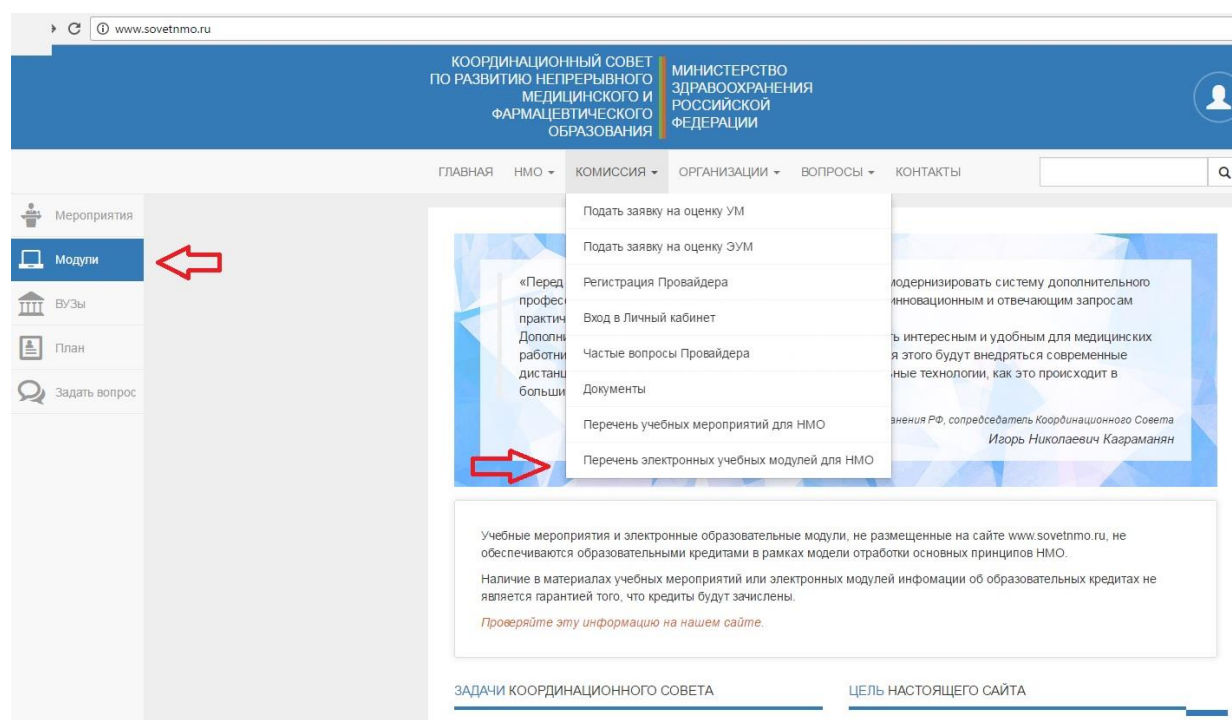 www.sovetnmo.ru
КООРДИНАЦИОННЫЙ СОВЕТ
ПО РАЗВИТИЮ НЕПРЕРЫВНОГО
МЕДИЦИНСКОГО И
ФАРМАЦЕВТИЧЕСКОГО
ОБРАЗОВАНИЯ
МИНИСТЕРСТВО
ЗДРАВООХРАНЕНИЯ
РОССИЙСКОЙ
ФЕДЕРАЦИИ
ГЛАВНАЯ НМО КОМИССИЯ ОРГАНИЗАЦИИ ВОПРОСЫ КОНТАКТЫ
Мероприятия
Модули
ВУЗы
План
Задать вопрос
Подать заявку на оценку УМ
Подать заявку на оценку ЭУМ
Регистрация Провайдера
Вход в Личный кабинет
Частые вопросы Провайдера
Документы
Перечень учебных мероприятий для НМО
Перечень электронных учебных модулей для НМО
«Перед модернизировать систему дополнительного
инновационным и отвечающим запросам
интересным и удобным для медицинских
этого будут внедряться современные
технологии, как это происходит в
РФ, сопредседатель Координационного Совета
Игорь Николаевич Каграманян
Учебные мероприятия и электронные образовательные модули, не размещенные на сайте www.sovetnmo.ru, не
обеспечиваются образовательными кредитами в рамках модели отработки основных принципов НМО.
Наличие в материалах учебных мероприятий или электронных модулей инфомации об образовательных кредитах не
является гарантией того, что кредиты будут зачислены.
Проверяйте эту информацию на нашем сайте.
ЗАДАЧИ КООРДИНАЦИОННОГО СОВЕТА
ЦЕЛЬ НАСТОЯЩЕГО САЙТА